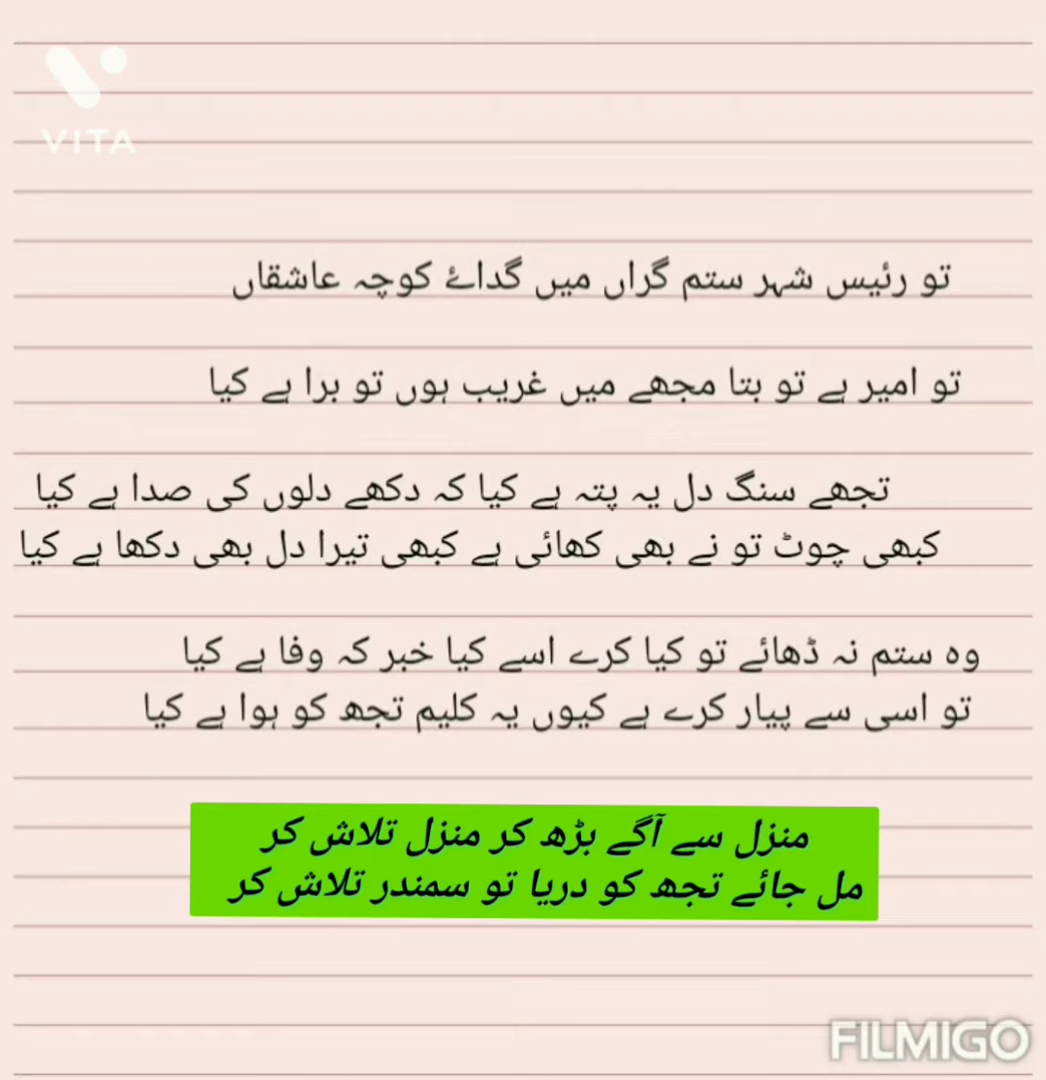 VITA
تو رئیس شہر ستم گراں میں گدائے کوچہ عاشقاں
تو امیر ہے تو بتا مجھے میں غریب ہوں تو برا ہے کیا
تجھے سنگ دل یہ پتہ ہے کیا کہ دکھے دلوں کی صدا ہے کیا
کبھی چوٹ تو نے بھی کھائی ہے کبھی تیرا دل بھی دکھا ہے کیا
وہ ستم نہ ڈھائے تو کیا کرے اسے کیا خبر کہ وفا ہے کیا
تو اسی سے پیار کرے ہے کیوں یہ کلیم تجھ کو ہوا ہے کیا
منزل سے آگے بڑھ کر منزل تلاش کر
مل جائے تجھ کو دریا تو سمندر تلاش کر
FILMIGO